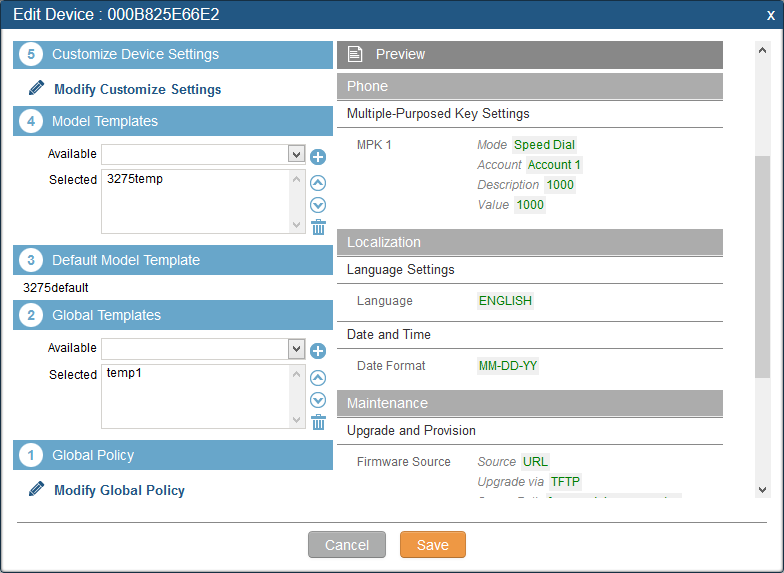 Edit Device : 000B825E66E2 x
5 Customize Device Settings
Modify Customize Settings
4 Model Templates
Available
Selected 3275temp
3 Default Model Template
3275default
2 Global Templates
Available
Selected temp1
1 Global Policy
Modify Global Policy
Preview
Phone
Multiple-Purposed Key Settings
MPK 1 Mode Speed Dial
Account Account 1
Description 1000
Value 1000
Localization
Language Settings
Language ENGLISH
Date and Time
Date Format MM-DD-YY
Maintenance
Upgrade and Provision
Firmware Source Source URL
Upgrade via TFTP
Cancel Save